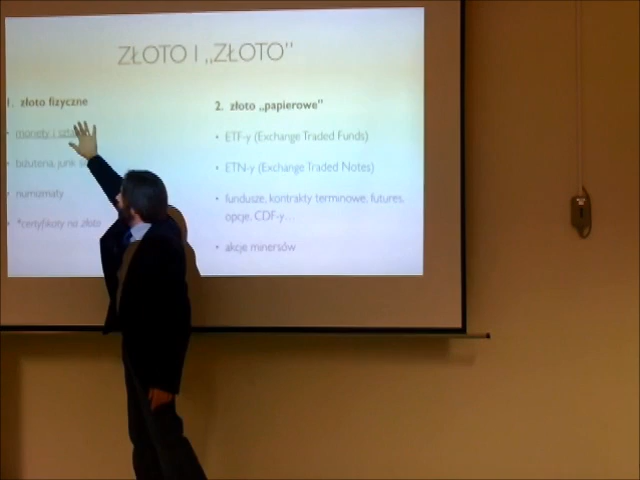 ZŁOTO I „ZŁOTO”
1. złoto fizyczne
• monety i
• biżuteria, junk
• numizmaty
• *certyfikaty na złoto
2. złoto „papierowe”
• ETF-y (Exchange Traded Funds)
• ETN-y (Exchange Traded Notes)
• fundusze, kontrakty terminowe, futures,
opcje, CDF-y...
• akcje minersów